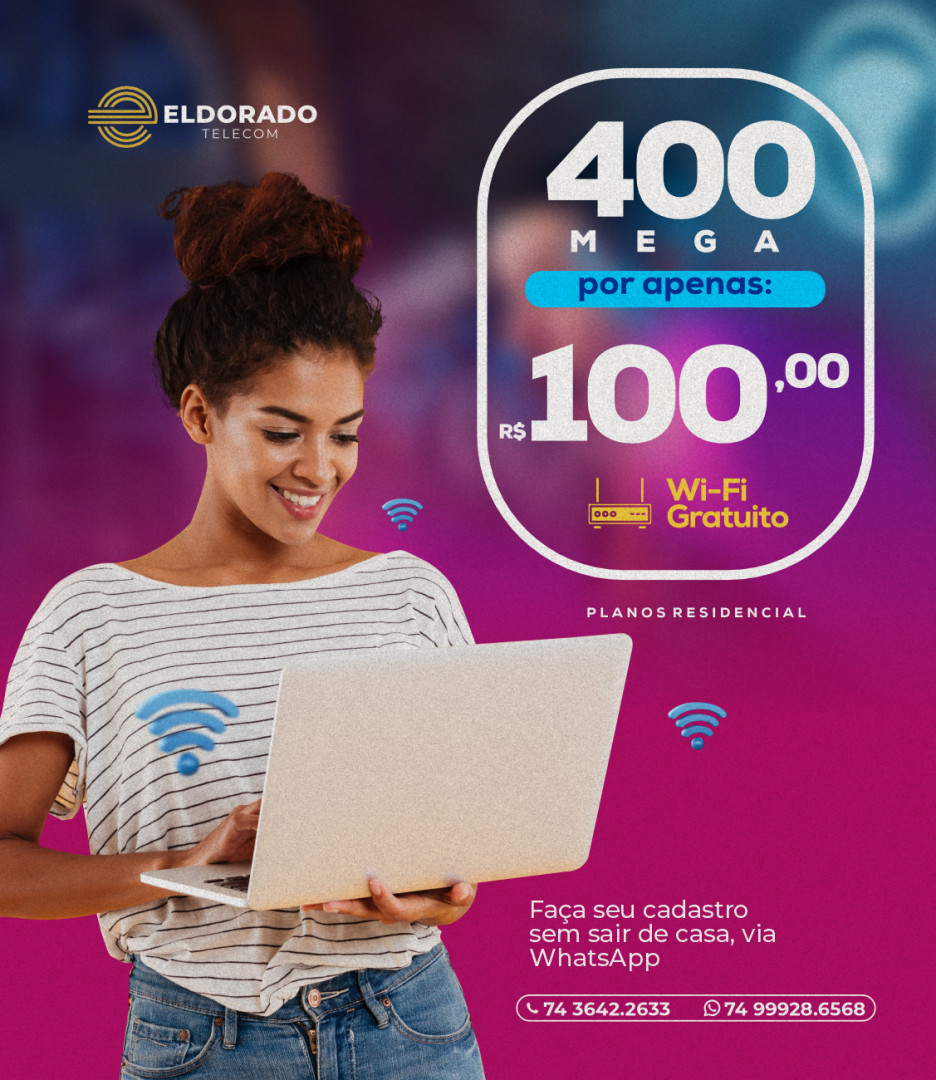 ELDORADO
TELECOM
400
MEGA
por apenas:
R$100,00
Wi-Fi
Gratuito
PLANOS RESIDENCIAL
Faça seu cadastro
sem sair de casa, via
WhatsApp
74 3642.2633 74 99928.6568